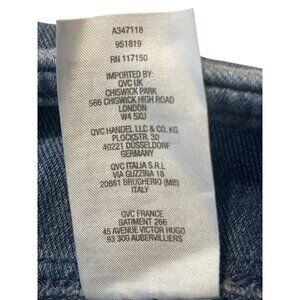 A347118
951819
RN 117150
IMPORTED BY:
QVC UK
CHISWICK PARK
566 CHISWICK HIGH ROAD
LONDON
W4 5XU
QVC HANDEL LLC & CO. KG
PLOCKSTR. 30
40221 DUSSELDORF
GERMANY
QVC ITALIA S.R.L
VIA GUZZINA 18
20861 BRUGHERIO (MB)
ITALY
QVC FRANCE
BATIMENT 266
45 AVENUE VICTOR HUGO
93 300 AUBERVILLIERS